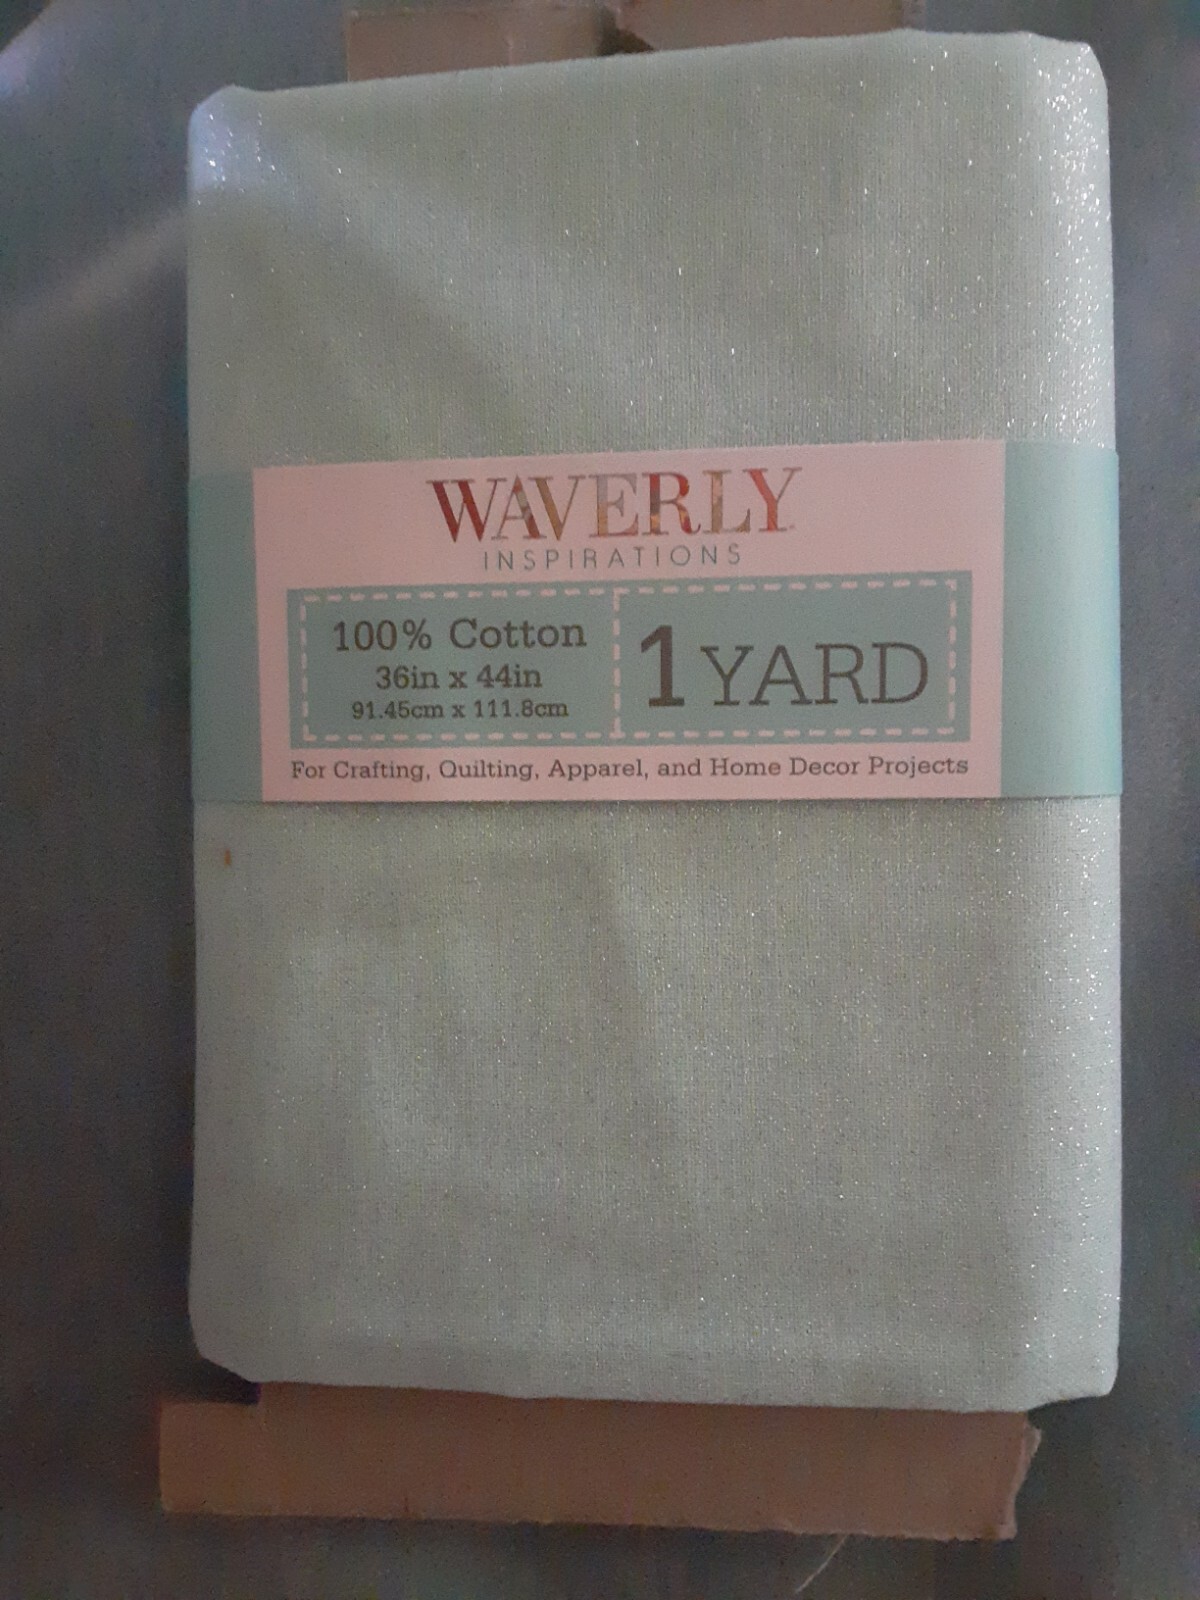 WAVERLY
INSPIRATIONS
100% Cotton
36in x 44in
91.45cm x 111.8cm
1 YARD
For Crafting, Quilting, Apparel, and Home Decor Projects